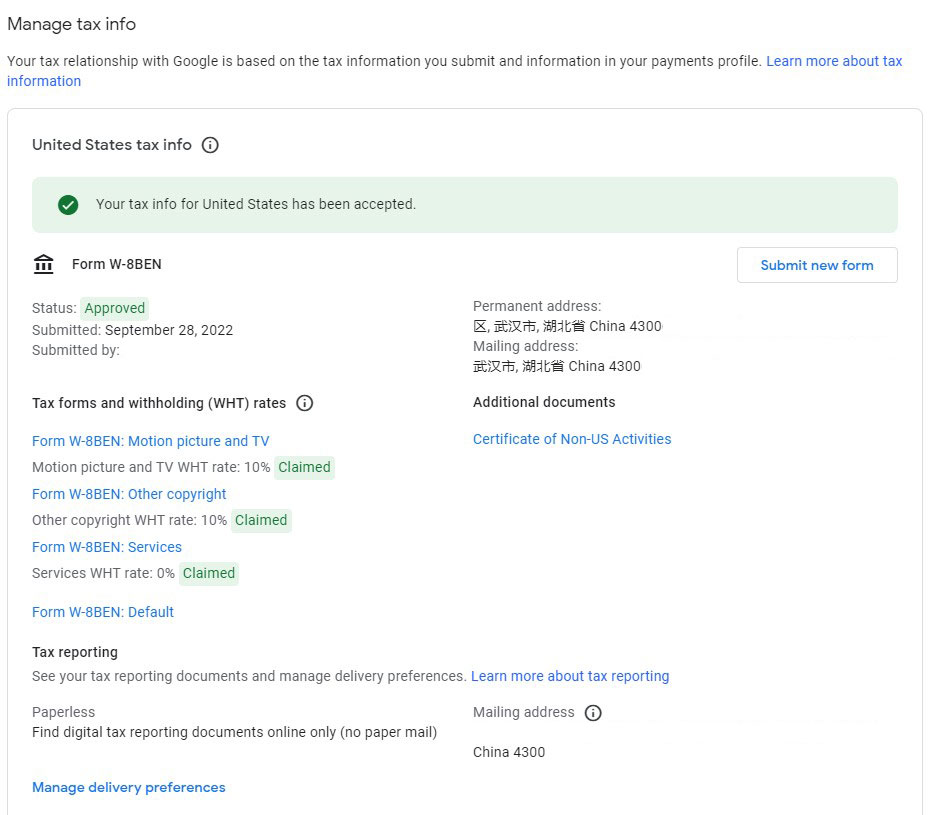 Manage tax info
Your tax relationship with Google is based on the tax information you submit and information in your payments profile. Learn more about tax
information
United States tax info
Your tax info for United States has been accepted.
Form W-8BEN
Submit new form
Status: Approved
Submitted: September 28, 2022
Submitted by:
Permanent address:
区, 武汉市, 湖北省 China 4300
Mailing address:
武汉市, 湖北省 China 4300
Tax forms and withholding (WHT) rates
Form W-8BEN: Motion picture and TV
Motion picture and TV WHT rate: 10% Claimed
Form W-8BEN: Other copyright
Other copyright WHT rate: 10% Claimed
Form W-8BEN: Services
Services WHT rate: 0% Claimed
Form W-8BEN: Default
Additional documents
Certificate of Non-US Activities
Tax reporting
See your tax reporting documents and manage delivery preferences. Learn more about tax reporting
Paperless
Find digital tax reporting documents online only (no paper mail)
Mailing address
China 4300
Manage delivery preferences